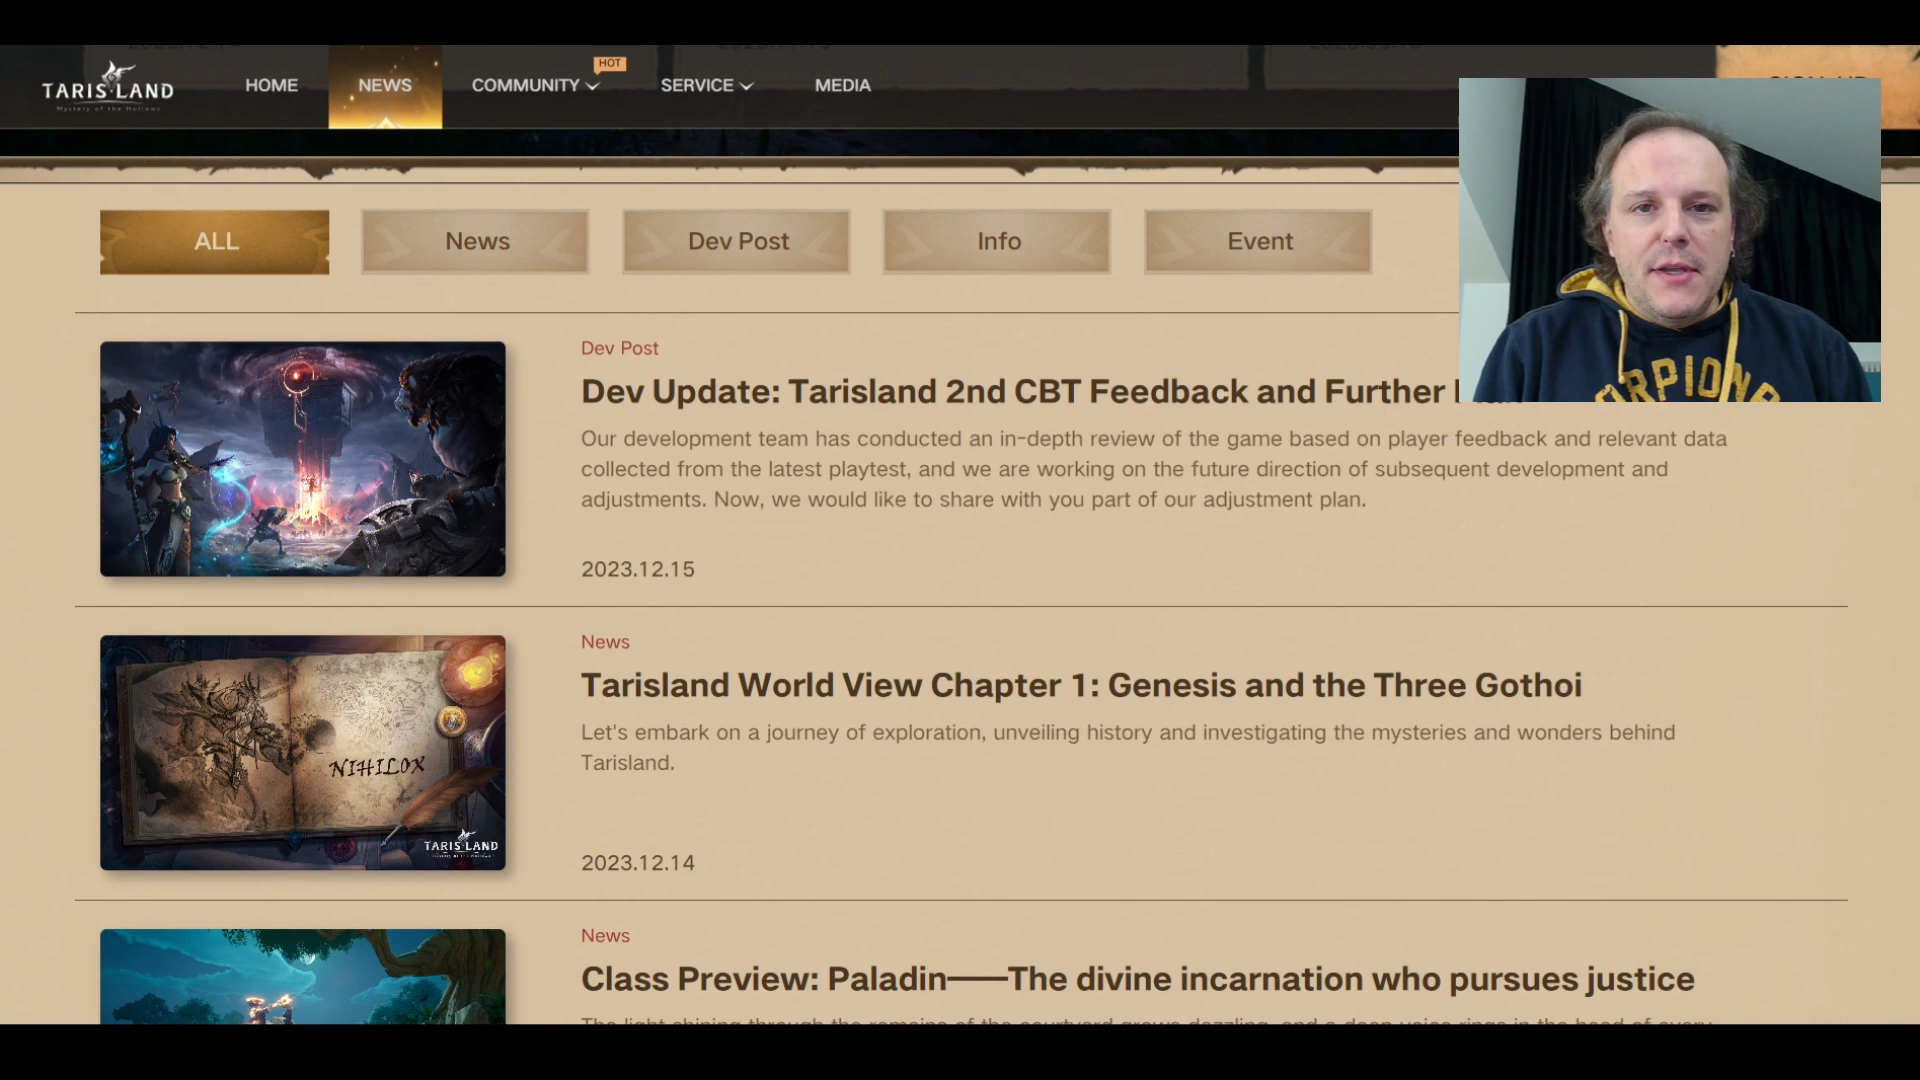 TARISLAND
Mystery of the Hollows
HOME
NEWS
COMMUNITY
HOT
SERVICE
MEDIA
ALL
News
Dev Post
Info
Event
Dev Post
Dev Update: Tarisland 2nd CBT Feedback and Further
Our development team has conducted an in-depth review of the game based on player feedback and relevant data
collected from the latest playtest, and we are working on the future direction of subsequent development and
adjustments. Now, we would like to share with you part of our adjustment plan.
2023.12.15
NIHILOX
TARISLAND
News
Tarisland World View Chapter 1: Genesis and the Three Gothoi
Let's embark on a journey of exploration, unveiling history and investigating the mysteries and wonders behind
Tarisland.
2023.12.14
News
Class Preview: Paladin——The divine incarnation who pursues justice